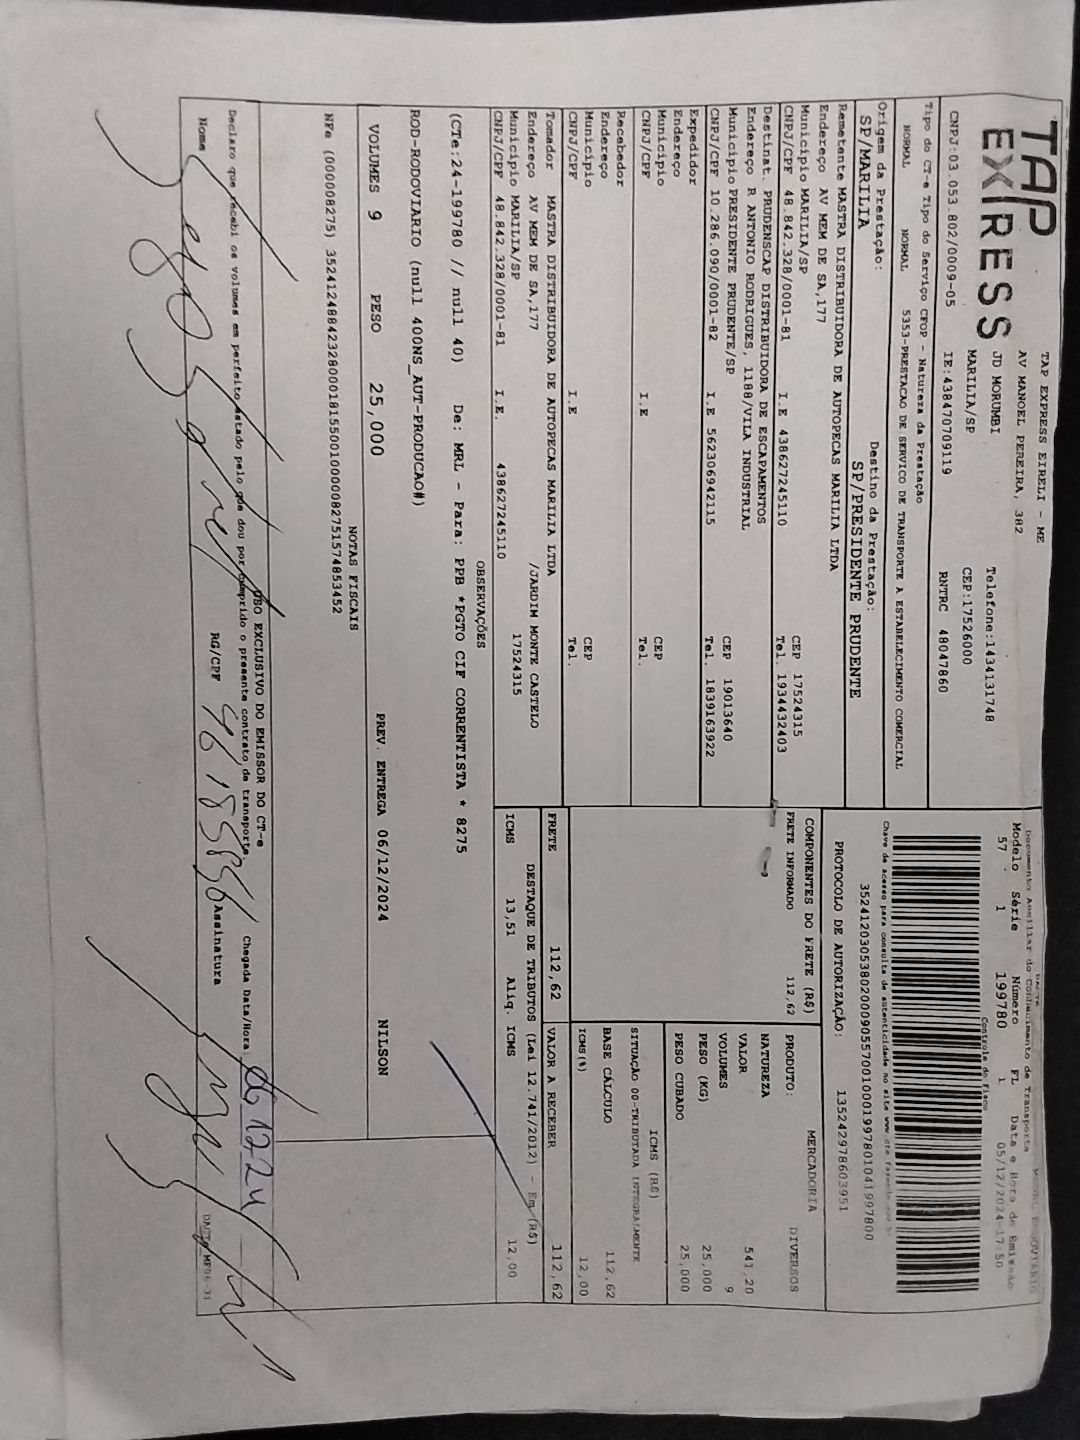 TAP
EXPRESS
TAP EXPRESS EIRELI - ME
AV MANOEL PEREIRA, 382
JD MORUMBI
MARILIA/SP
Telefone:1434131748
CEP:17526000
CNPJ:03.053.802/0009-05 IE:438470709119 RNTRC 48047860
Documento Auxiliar do Conhecimento de Transporte
Modelo Série Número FL Data e Hora de Emissão
57 1 199780 1 05/12/2024-17:50
Controle do Fisco
Tipo do CT-e Tipo do Serviço CFOP - Natureza da Prestação
NORMAL NORMAL 5353-PRESTACAO DE SERVICO DE TRANSPORTE A ESTABELECIMENTO COMERCIAL
Chave de acesso para consulta de autenticidade no site www.cte.fazenda.gov.br
Origem da Prestação: Destino da Prestação:
SP/MARILIA SP/PRESIDENTE PRUDENTE
PROTOCOLO DE AUTORIZAÇÃO: 135242978603951
Remetente MASTRA DISTRIBUIDORA DE AUTOPECAS MARILIA LTDA
Endereço AV MEM DE SA,177
Município MARILIA/SP CEP 17524315
CNPJ/CPF 48.842.328/0001-81 I.E 438627245110 Tel. 1934432403
Destinat. PRUDENSCAP DISTRIBUIDORA DE ESCAPAMENTOS
Endereço R ANTONIO RODRIGUES, 1188/VILA INDUSTRIAL
Município PRESIDENTE PRUDENTE/SP CEP 19013640
CNPJ/CPF 10.286.090/0001-82 I.E 562306942115 Tel. 1839163922
Expedidor
Endereço
Município CEP
CNPJ/CPF I.E Tel.
Recebedor
Endereço
Município CEP
CNPJ/CPF I.E Tel.
Tomador MASTRA DISTRIBUIDORA DE AUTOPECAS MARILIA LTDA
Endereço AV MEM DE SA,177 /JARDIM MONTE CASTELO
Município MARILIA/SP 17524315
CNPJ/CPF 48.842.328/0001-81 I.E. 438627245110
COMPONENTES DO FRETE (R$)
FRETE INFORMADO 112,62
PRODUTO: MERCADORIA
NATUREZA DIVERSOS
VALOR 541,20
VOLUMES 9
PESO (KG) 25,000
PESO CUBADO 25,000
ICMS (R$)
SITUAÇÃO 00-TRIBUTADA INTEGRALMENTE
BASE CÁLCULO 112,62
ICMS(%) 12,00
FRETE 112,62 VALOR A RECEBER 112,62
DESTAQUE DE TRIBUTOS (Lei 12.741/2012) - Em (R$)
ICMS 13,51 Aliq. ICMS 12,00
OBSERVAÇÕES
(CTe:24-199780 // null 40) De: MRL - Para: PPB *PGTO CIF CORRENTISTA * 8275
ROD-RODOVIARIO (null 400NS_AUT-PRODUCAO#)
VOLUMES 9 PESO 25,000 PREV. ENTREGA 06/12/2024 NILSON
NOTAS FISCAIS
USO EXCLUSIVO DO EMISSOR DO CT-e
Declaro que recebi os volumes em perfeito estado pelo que dou por cumprido o presente contrato de transporte. Chegada Data/Hora: 06 12 24
Nome RG/CPF Assinatura